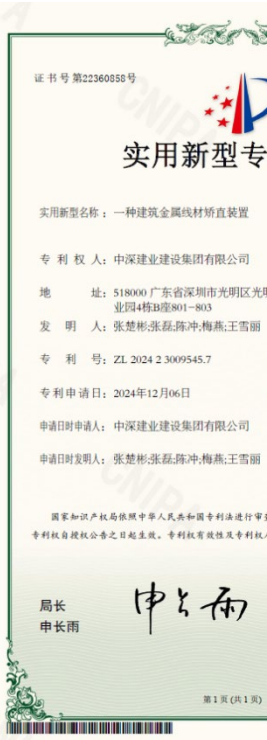 证书号第22360858号
实用新型专
实用新型名称：一种建筑金属线材矫直装置
专利权人：中深建业建设集团有限公司
地址：518000 广东省深圳市光明区光明
业园4栋B座801-803
发明人：张楚彬;张磊;陈冲;梅燕;王雪丽
专利号：ZL 2024 2 3009545.7
专利申请日：2024年12月06日
申请日时申请人：中深建业建设集团有限公司
申请日时发明人：张楚彬;张磊;陈冲;梅燕;王雪丽
国家知识产权局依照中华人民共和国专利法进行审
专利权自授权公告之日起生效。专利权有效性及专利权
局长
申长雨
申长雨
第1页(共1页)